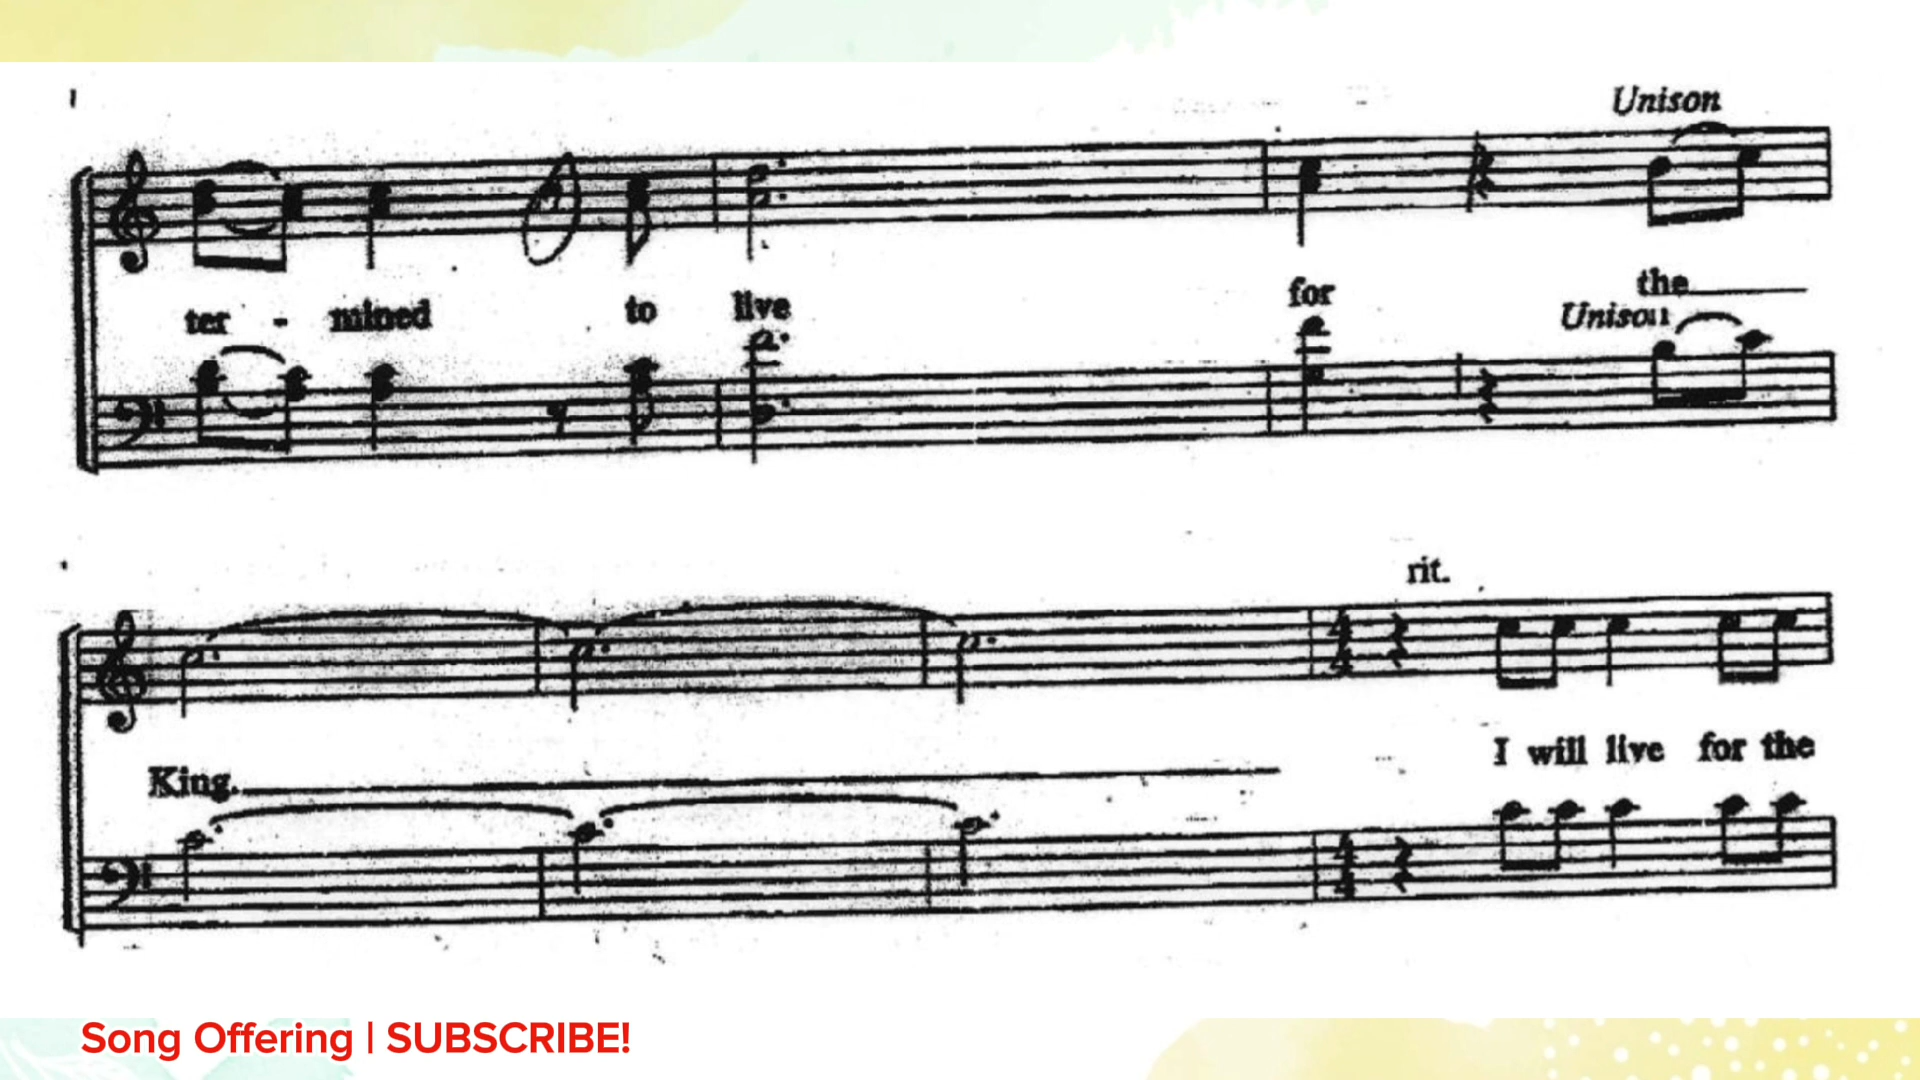 Unison
ter - mined to live for the
Unison
rit.
King. I will live for the
Song Offering | SUBSCRIBE!